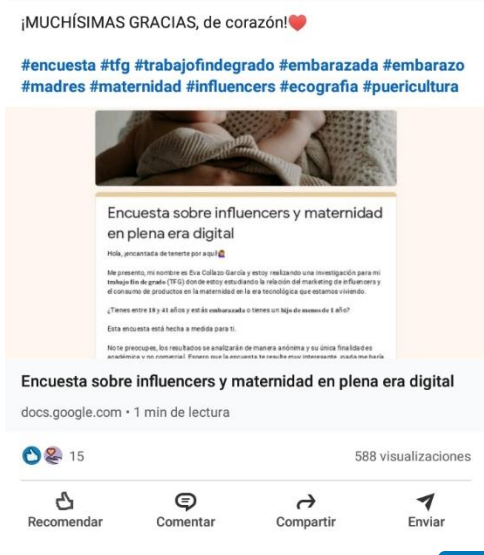 ¡MUCHÍSIMAS GRACIAS, de corazón!❤️
#encuesta #tfg #trabajofindegrado #embarazada #embarazo
#madres #maternidad #influencers #ecografia #puericultura
Encuesta sobre influencers y maternidad
en plena era digital
Hola, ¡encantada de tenerte por aquí!
Me presento, mi nombre es Eva Collazo García y estoy realizando una investigación para mi
trabajo fin de grado (TFG) donde estoy estudiando la relación del marketing de influencers y
el consumo de productos en la maternidad en la era tecnológica que estamos viviendo.
¿Tienes entre 18 y 41 años y estás embarazada o tienes un hijo de menos de 1 año?
Esta encuesta está hecha a medida para ti.
No te preocupes, los resultados se analizarán de manera anónima y su única finalidad es
académica y no comercial. Espero que la encuesta te resulte muy interesante, nada me haría
Encuesta sobre influencers y maternidad en plena era digital
docs.google.com • 1 min de lectura
15
588 visualizaciones
Recomendar
Comentar
Compartir
Enviar